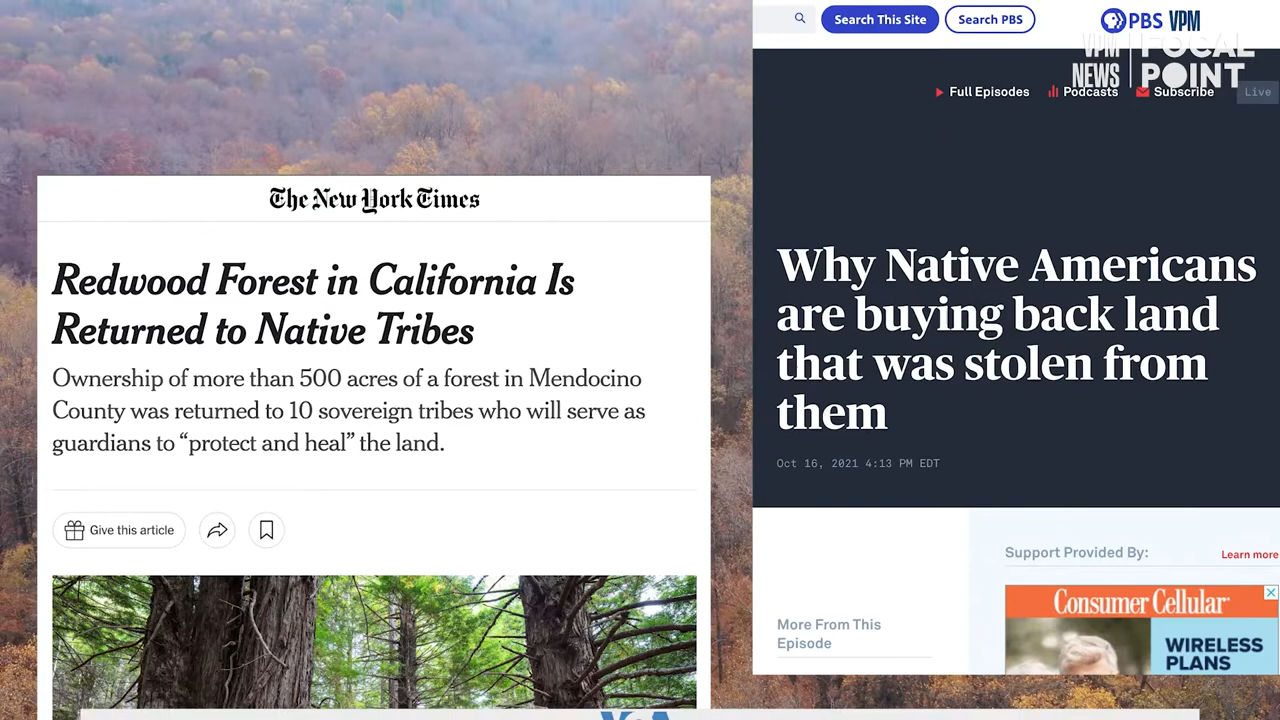 The New York Times
Redwood Forest in California Is
Returned to Native Tribes
Ownership of more than 500 acres of a forest in Mendocino
County was returned to 10 sovereign tribes who will serve as
guardians to “protect and heal” the land.
Give this article
Search This Site
Search PBS
PBS VPM
VPM
NEWS
FOCAL
POINT
Full Episodes
Podcasts
Subscribe
Live
Why Native Americans
are buying back land
that was stolen from
them
Oct 16, 2021 4:13 PM EDT
Support Provided By:
Learn more
More From This
Episode
Consumer Cellular
WIRELESS
PLANS
VOA